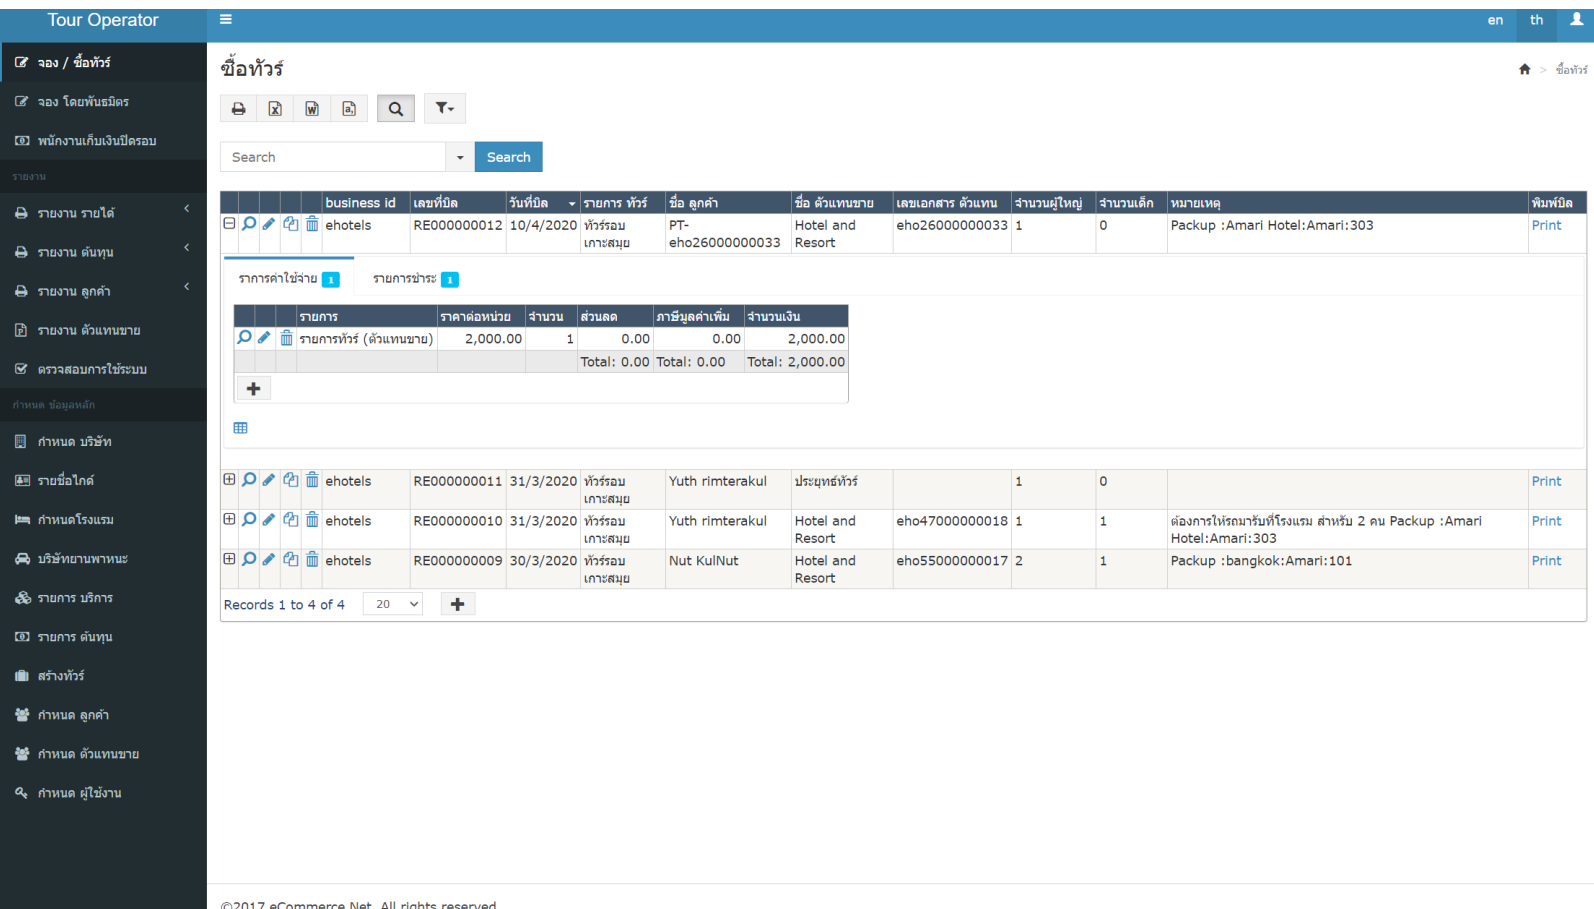 Tour Operator
en th
จอง / ซื้อทัวร์
จอง โดยพันธมิตร
พนักงานเก็บเงินปิดรอบ
รายงาน
รายงาน รายได้
รายงาน ต้นทุน
รายงาน ลูกค้า
รายงาน ตัวแทนขาย
ตรวจสอบการใช้ระบบ
กำหนด ข้อมูลหลัก
กำหนด บริษัท
รายชื่อไกด์
กำหนดโรงแรม
บริษัทยานพาหนะ
รายการ บริการ
รายการ ต้นทุน
สร้างทัวร์
กำหนด ลูกค้า
กำหนด ตัวแทนขาย
กำหนด ผู้ใช้งาน
ซื้อทัวร์
> ซื้อทัวร์
Search Search
business id เลขที่บิล วันที่บิล รายการ ทัวร์ ชื่อ ลูกค้า ชื่อ ตัวแทนขาย เลขเอกสาร ตัวแทน จำนวนผู้ใหญ่ จำนวนเด็ก หมายเหตุ พิมพ์บิล
ehotels RE000000012 10/4/2020 ทัวร์รอบ PT- Hotel and eho26000000033 1 0 Packup :Amari Hotel:Amari:303 Print
เกาะสมุย eho26000000033 Resort
ราการค่าใช้จ่าย 1 รายการชำระ 1
รายการ ราคาต่อหน่วย จำนวน ส่วนลด ภาษีมูลค่าเพิ่ม จำนวนเงิน
รายการทัวร์ (ตัวแทนขาย) 2,000.00 1 0.00 0.00 2,000.00
Total: 0.00 Total: 0.00 Total: 2,000.00
ehotels RE000000011 31/3/2020 ทัวร์รอบ Yuth rimterakul ประยุทธ์ทัวร์ 1 0 Print
เกาะสมุย
ehotels RE000000010 31/3/2020 ทัวร์รอบ Yuth rimterakul Hotel and eho47000000018 1 1 ต้องการให้รถมารับที่โรงแรม สำหรับ 2 คน Packup :Amari Print
เกาะสมุย Resort Hotel:Amari:303
ehotels RE000000009 30/3/2020 ทัวร์รอบ Nut KulNut Hotel and eho55000000017 2 1 Packup :bangkok:Amari:101 Print
เกาะสมุย Resort
Records 1 to 4 of 4 20
©2017 eCommerce Net. All rights reserved